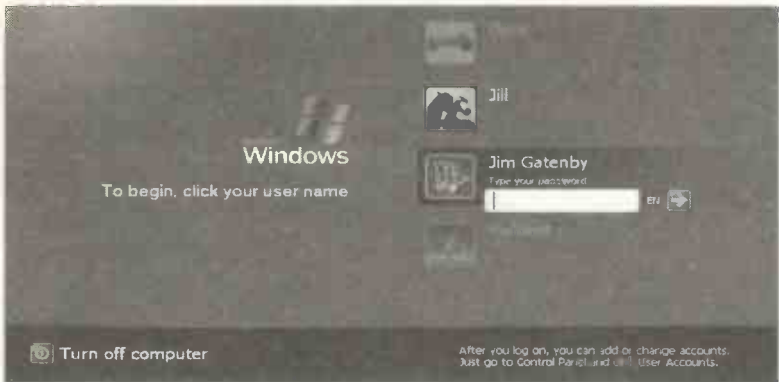 Jill
Windows
To begin, click your user name
Jim Gatenby
Type your password
EN
Turn off computer
After you log on, you can add or change accounts.
Just go to Control Panel and User Accounts.